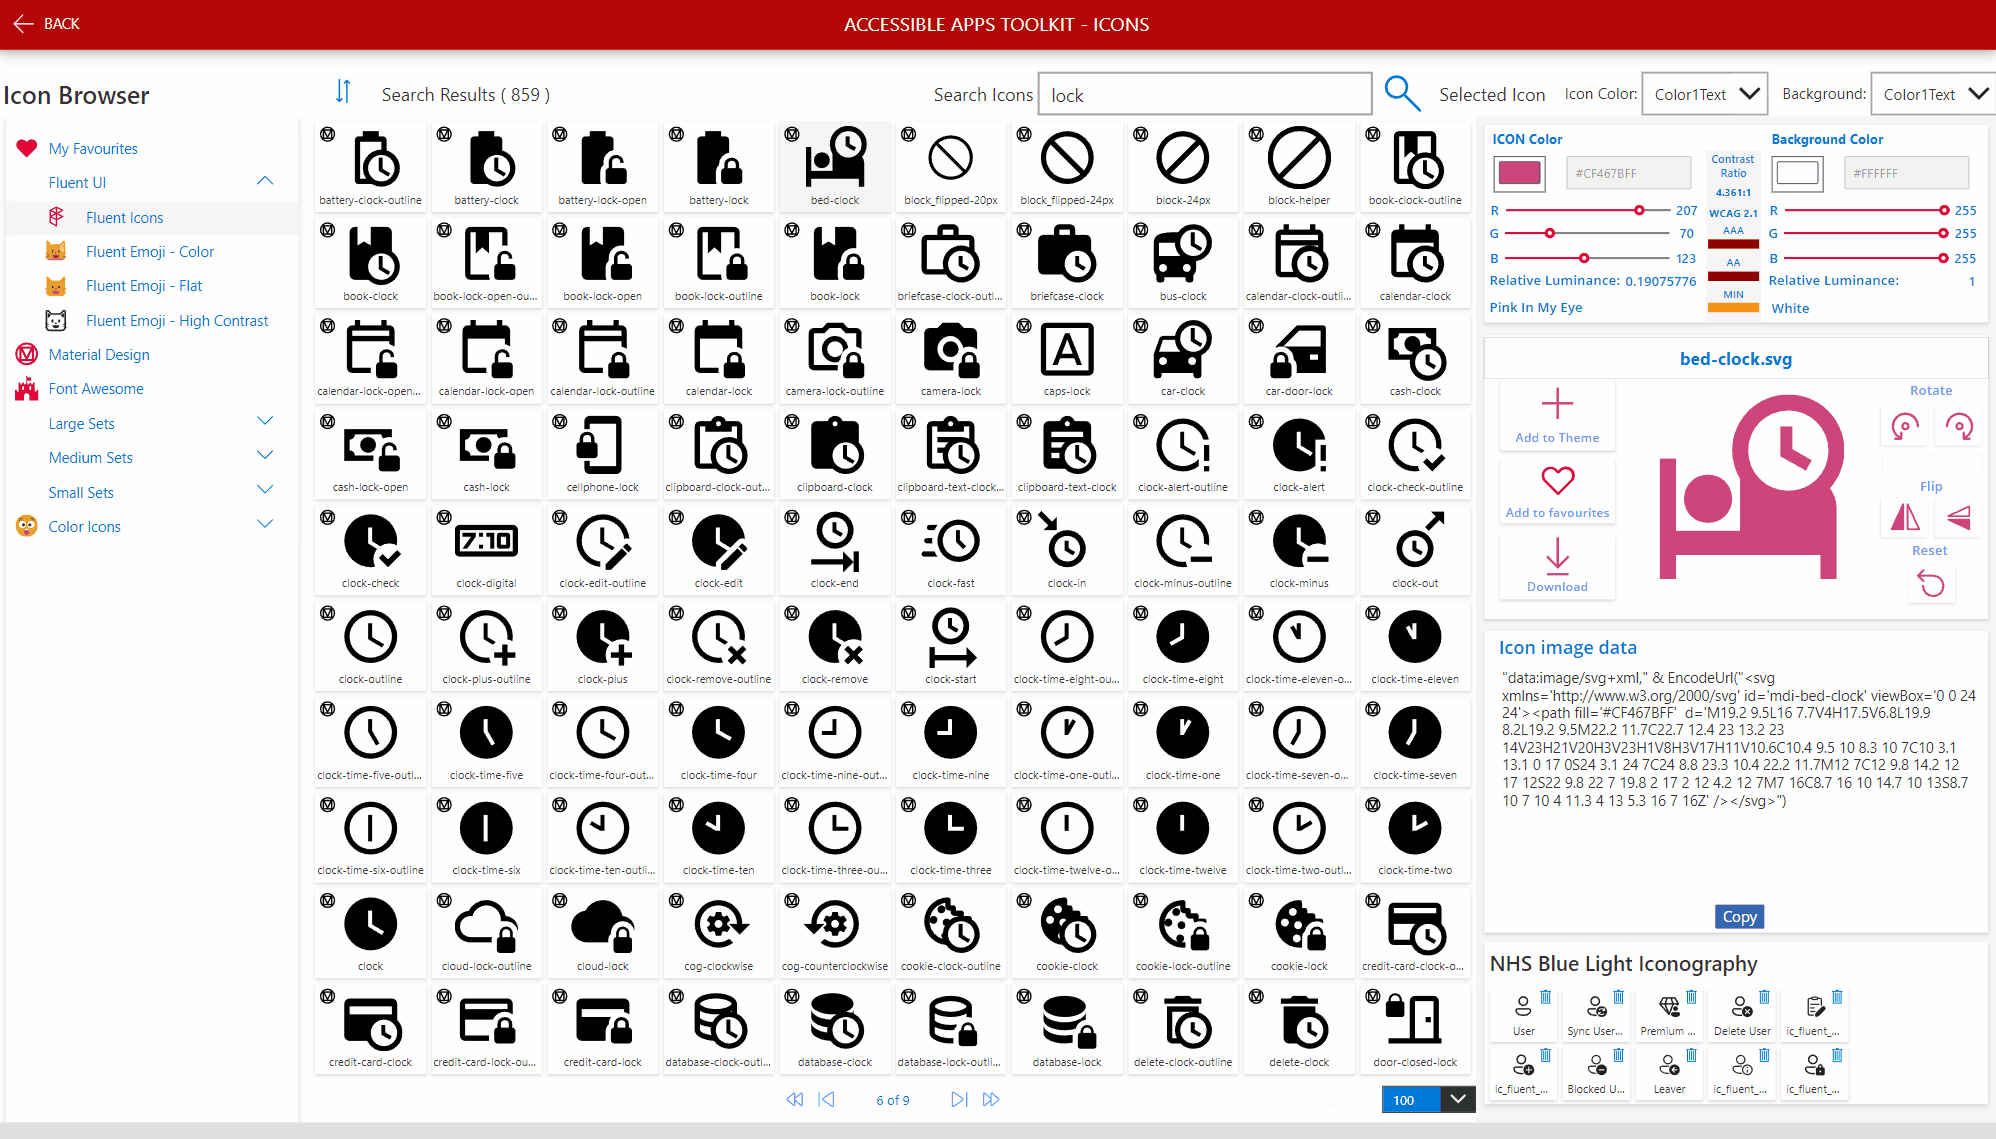 BACK
ACCESSIBLE APPS TOOLKIT - ICONS
Icon Browser
My Favourites
Fluent UI
Fluent Icons
Fluent Emoji - Color
Fluent Emoji - Flat
Fluent Emoji - High Contrast
Material Design
Font Awesome
Large Sets
Medium Sets
Small Sets
Color Icons
Search Results ( 859 )
Search Icons
lock
Selected Icon
Icon Color:
Color1Text
Background:
Color1Text
battery-clock-outline
battery-clock
battery-lock-open
battery-lock
bed-clock
block_flipped-20px
block_flipped-24px
block-24px
block-helper
book-clock-outline
book-clock
book-lock-open-ou...
book-lock-open
book-lock-outline
book-lock
briefcase-clock-outl...
briefcase-clock
bus-clock
calendar-clock-outli...
calendar-clock
calendar-lock-open...
calendar-lock-open
calendar-lock-outline
calendar-lock
camera-lock-outline
camera-lock
A
caps-lock
car-clock
car-door-lock
cash-clock
cash-lock-open
cash-lock
cellphone-lock
clipboard-clock-out...
clipboard-clock
clipboard-text-clock...
clipboard-text-clock
clock-alert-outline
clock-alert
clock-check-outline
clock-check
7:10
clock-digital
clock-edit-outline
clock-edit
clock-end
clock-fast
clock-in
clock-minus-outline
clock-minus
clock-out
clock-outline
clock-plus-outline
clock-plus
clock-remove-outline
clock-remove
clock-start
clock-time-eight-ou...
clock-time-eight
clock-time-eleven-o...
clock-time-eleven
clock-time-five-outl...
clock-time-five
clock-time-four-out...
clock-time-four
clock-time-nine-out...
clock-time-nine
clock-time-one-outl...
clock-time-one
clock-time-seven-o...
clock-time-seven
clock-time-six-outline
clock-time-six
clock-time-ten-outli...
clock-time-ten
clock-time-three-ou...
clock-time-three
clock-time-twelve-o...
clock-time-twelve
clock-time-two-outl...
clock-time-two
clock
cloud-lock-outline
cloud-lock
cog-clockwise
cog-counterclockwise
cookie-clock-outline
cookie-clock
cookie-lock-outline
cookie-lock
credit-card-clock-o...
credit-card-clock
credit-card-lock-ou...
credit-card-lock
database-clock-outl...
database-clock
database-lock-outli...
database-lock
delete-clock-outline
delete-clock
door-closed-lock
6 of 9
100
ICON Color
#CF467BFF
R 207
G 70
B 123
Relative Luminance: 0.19075776
Pink In My Eye
Contrast
Ratio
4.361:1
WCAG 2.1
AAA
AA
MIN
Background Color
#FFFFFF
R 255
G 255
B 255
Relative Luminance: 1
White
bed-clock.svg
Add to Theme
Add to favourites
Download
Rotate
Flip
Reset
Icon image data
"data:image/svg+xml," & EncodeUrl("<svg
xmlns='http://www.w3.org/2000/svg' id='mdi-bed-clock' viewBox='0 0 24
24'><path fill='#CF467BFF'  d='M19.2 9.5L16 7.7V4H17.5V6.8L19.9
8.2L19.2 9.5M22.2 11.7C22.7 12.4 23 13.2 23
14V23H21V20H3V23H1V8H3V17H11V10.6C10.4 9.5 10 8.3 10 7C10 3.1
13.1 0 17 0S24 3.1 24 7C24 8.8 23.3 10.4 22.2 11.7M12 7C12 9.8 14.2 12
17 12S22 9.8 22 7 19.8 2 17 2 12 4.2 12 7M7 16C8.7 16 10 14.7 10 13S8.7
10 7 10 4 11.3 4 13 5.3 16 7 16Z' /></svg>")
Copy
NHS Blue Light Iconography
User
Sync User...
Premium ...
Delete User
ic_fluent_...
ic_fluent_...
Blocked U...
Leaver
ic_fluent_...
ic_fluent_...